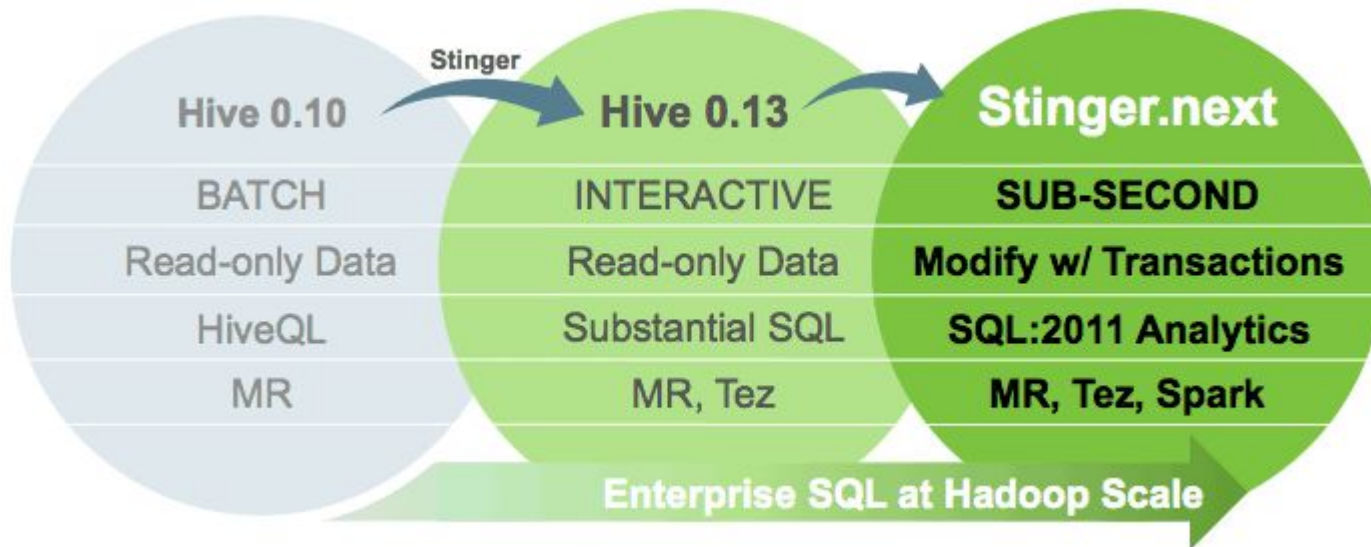 Stinger
Hive 0.10
Hive 0.13
Stinger.next
BATCH
INTERACTIVE
SUB-SECOND
Read-only Data
Read-only Data
Modify w/ Transactions
HiveQL
Substantial SQL
SQL:2011 Analytics
MR
MR, Tez
MR, Tez, Spark
Enterprise SQL at Hadoop Scale